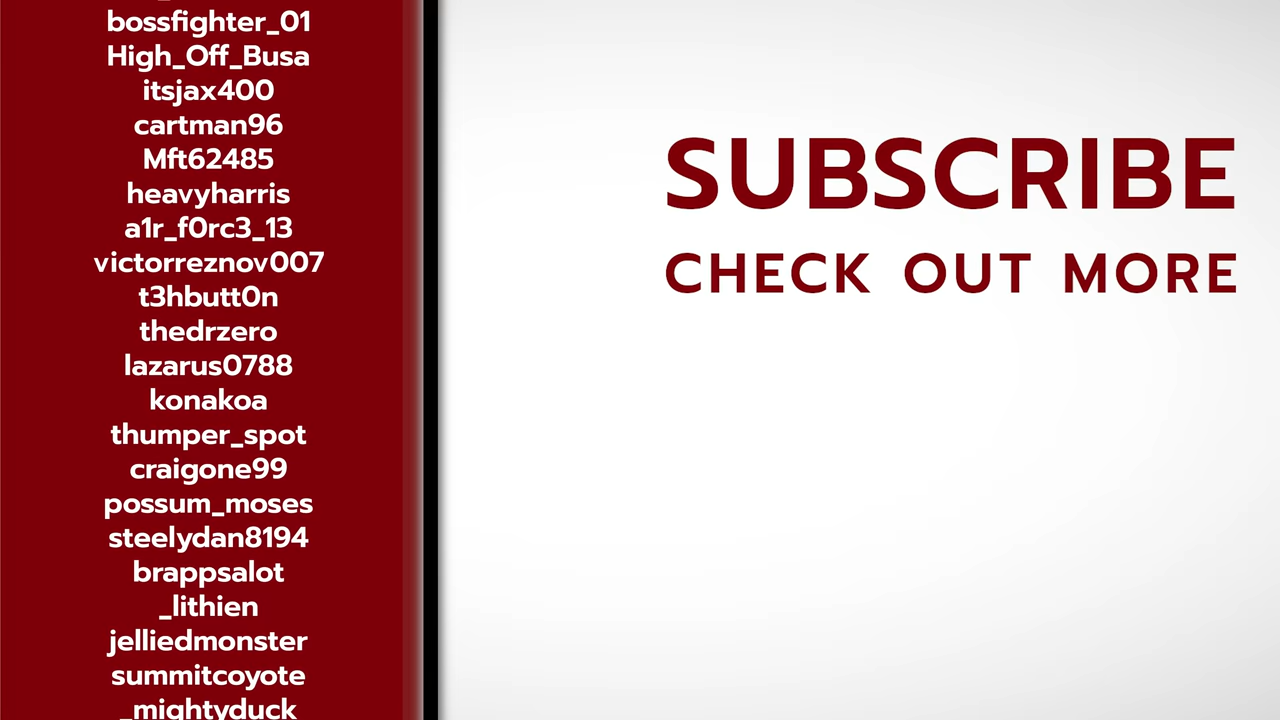 bossfighter_01
High_Off_Busa
itsjax400
cartman96
Mft62485
heavyharris
a1r_f0rc3_13
victorreznov007
t3hbutt0n
thedrzero
lazarus0788
konakoa
thumper_spot
craigone99
possum_moses
steelydan8194
brappsalot
_lithien
jelliedmonster
summitcoyote
_mightyduck
SUBSCRIBE
CHECK OUT MORE